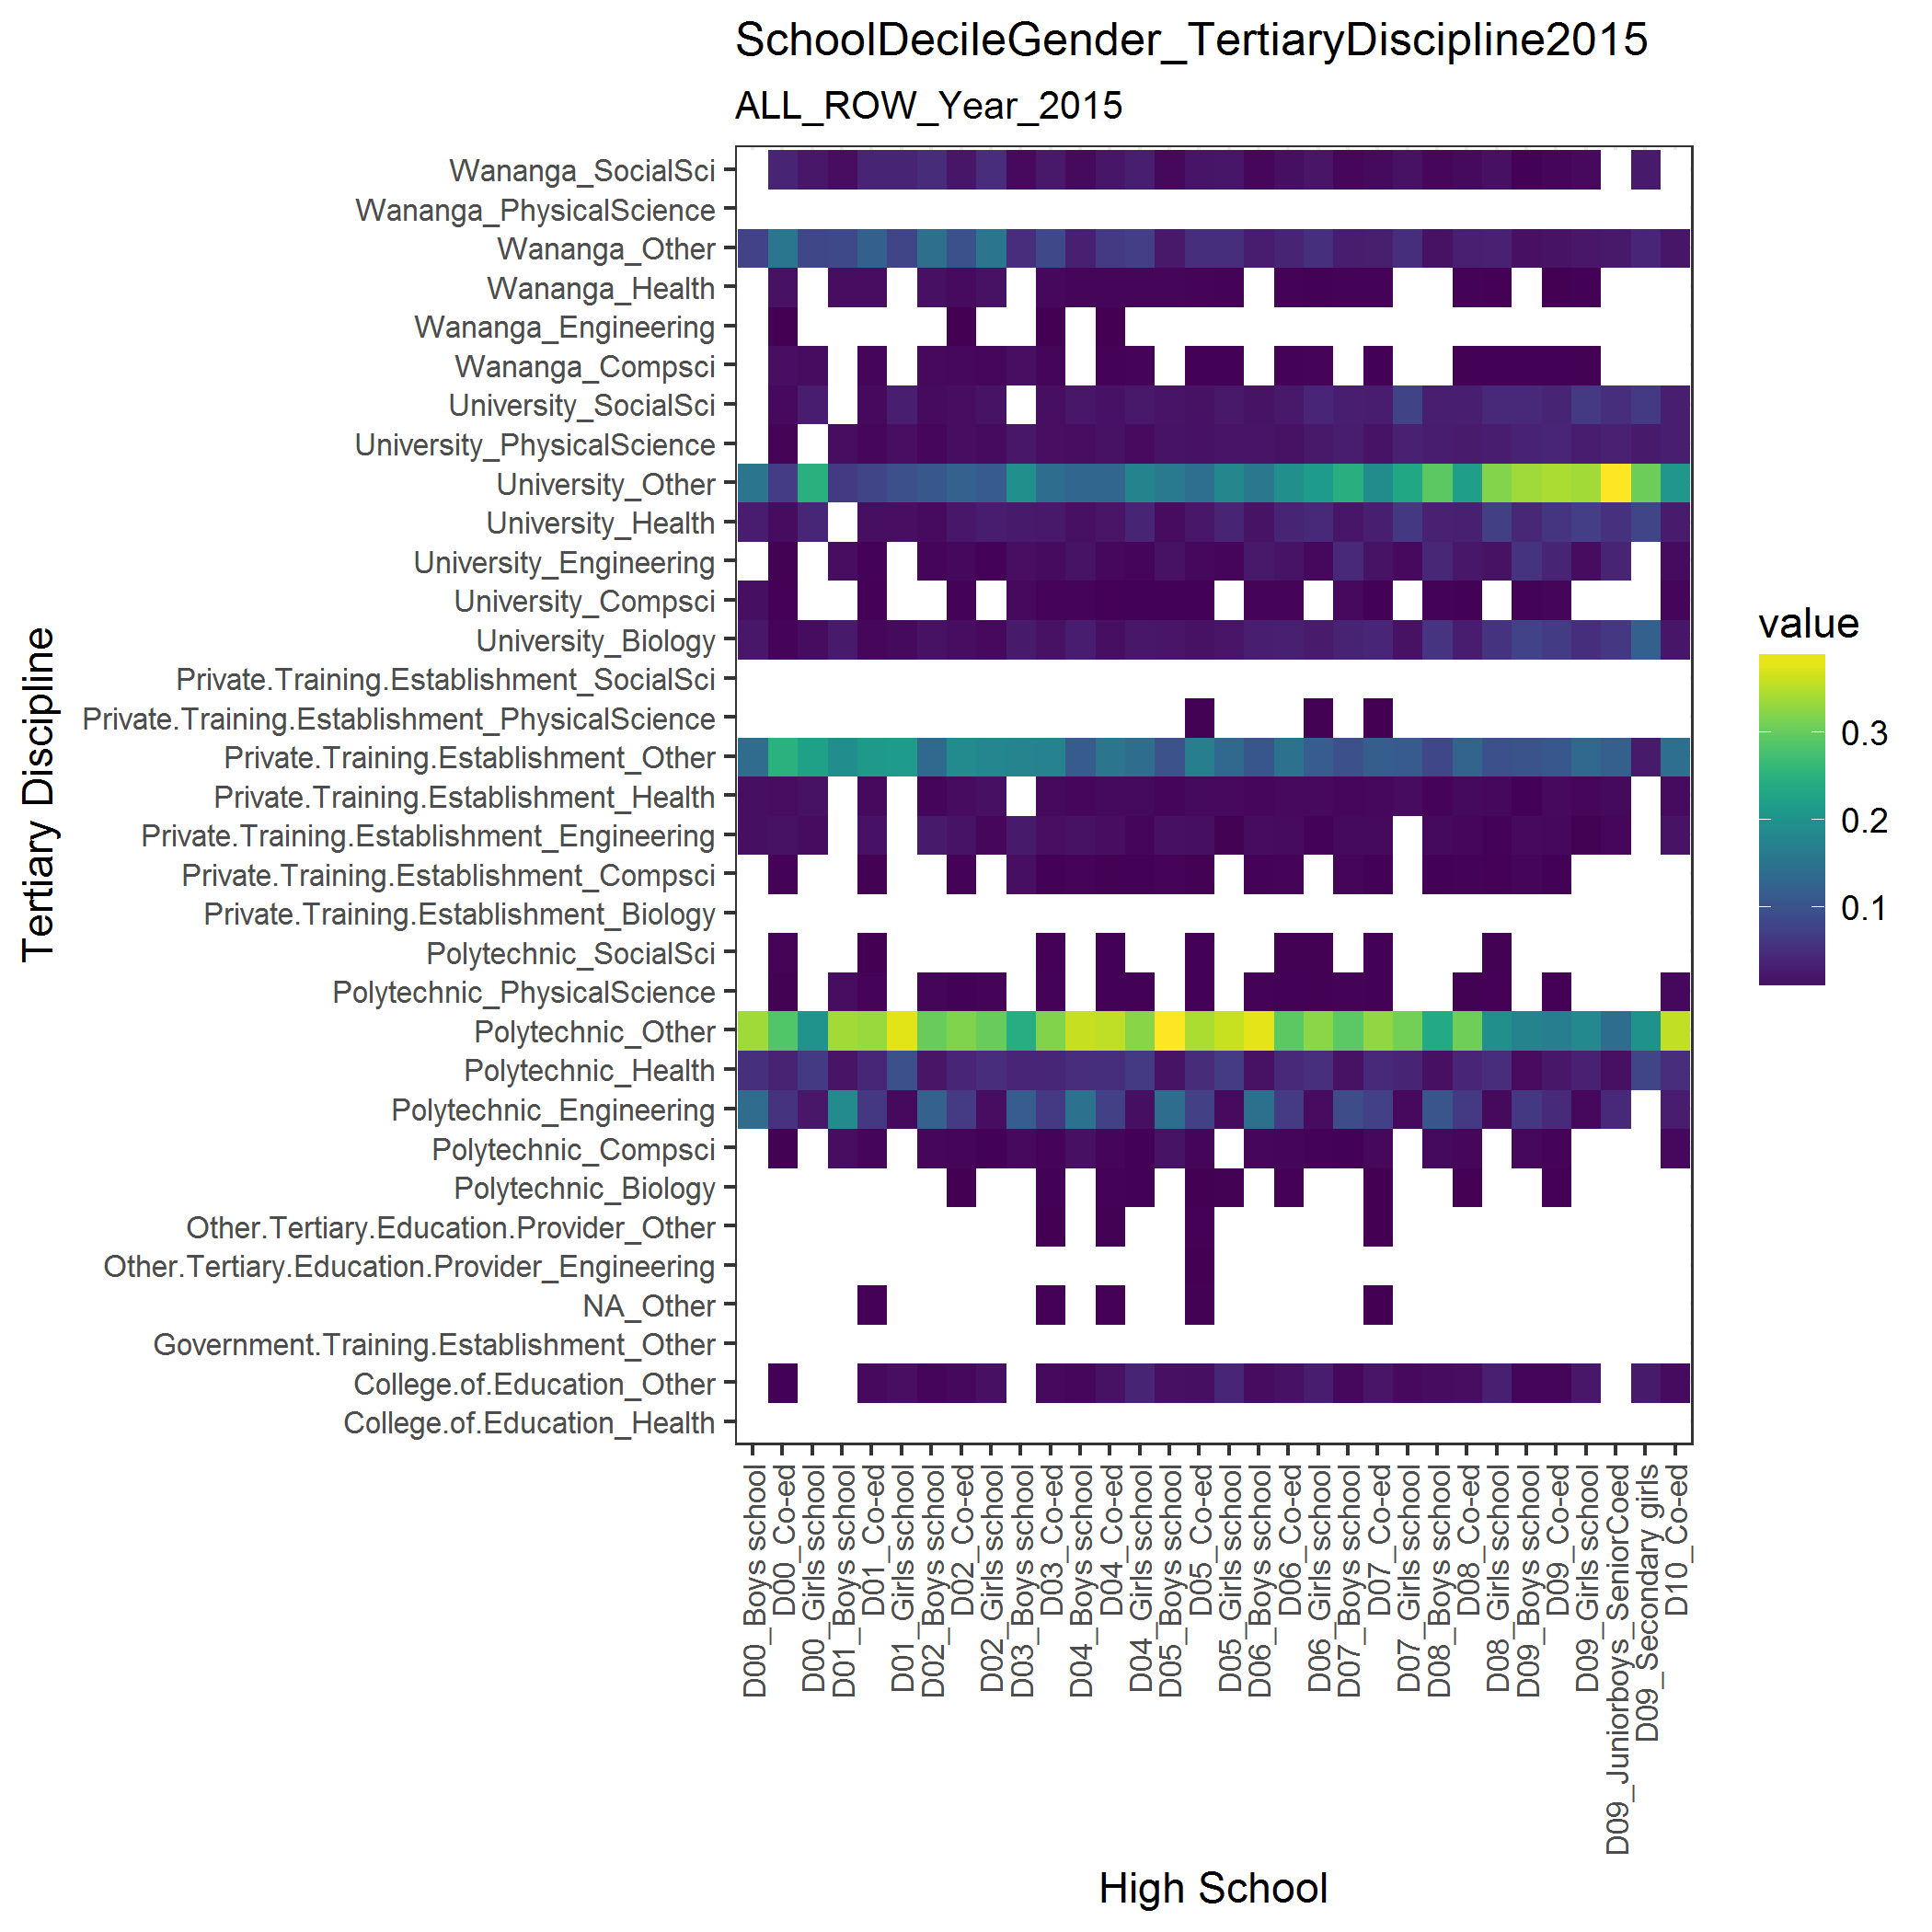 SchoolDecileGender_TertiaryDiscipline2015
ALL_ROW_Year_2015
Tertiary Discipline
Wananga_SocialSci
Wananga_PhysicalScience
Wananga_Other
Wananga_Health
Wananga_Engineering
Wananga_Compsci
University_SocialSci
University_PhysicalScience
University_Other
University_Health
University_Engineering
University_Compsci
University_Biology
Private.Training.Establishment_SocialSci
Private.Training.Establishment_PhysicalScience
Private.Training.Establishment_Other
Private.Training.Establishment_Health
Private.Training.Establishment_Engineering
Private.Training.Establishment_Compsci
Private.Training.Establishment_Biology
Polytechnic_SocialSci
Polytechnic_PhysicalScience
Polytechnic_Other
Polytechnic_Health
Polytechnic_Engineering
Polytechnic_Compsci
Polytechnic_Biology
Other.Tertiary.Education.Provider_Other
Other.Tertiary.Education.Provider_Engineering
NA_Other
Government.Training.Establishment_Other
College.of.Education_Other
College.of.Education_Health
D00_Boys school
D00_Co-ed
D00_Girls school
D01_Boys school
D01_Co-ed
D01_Girls school
D02_Boys school
D02_Co-ed
D02_Girls school
D03_Boys school
D03_Co-ed
D04_Boys school
D04_Co-ed
D04_Girls school
D05_Boys school
D05_Co-ed
D05_Girls school
D06_Boys school
D06_Co-ed
D06_Girls school
D07_Boys school
D07_Co-ed
D07_Girls school
D08_Boys school
D08_Co-ed
D08_Girls school
D09_Boys school
D09_Co-ed
D09_Girls school
D09_Juniorboys_SeniorCoed
D09_Secondary girls
D10_Co-ed
High School
value
0.3
0.2
0.1